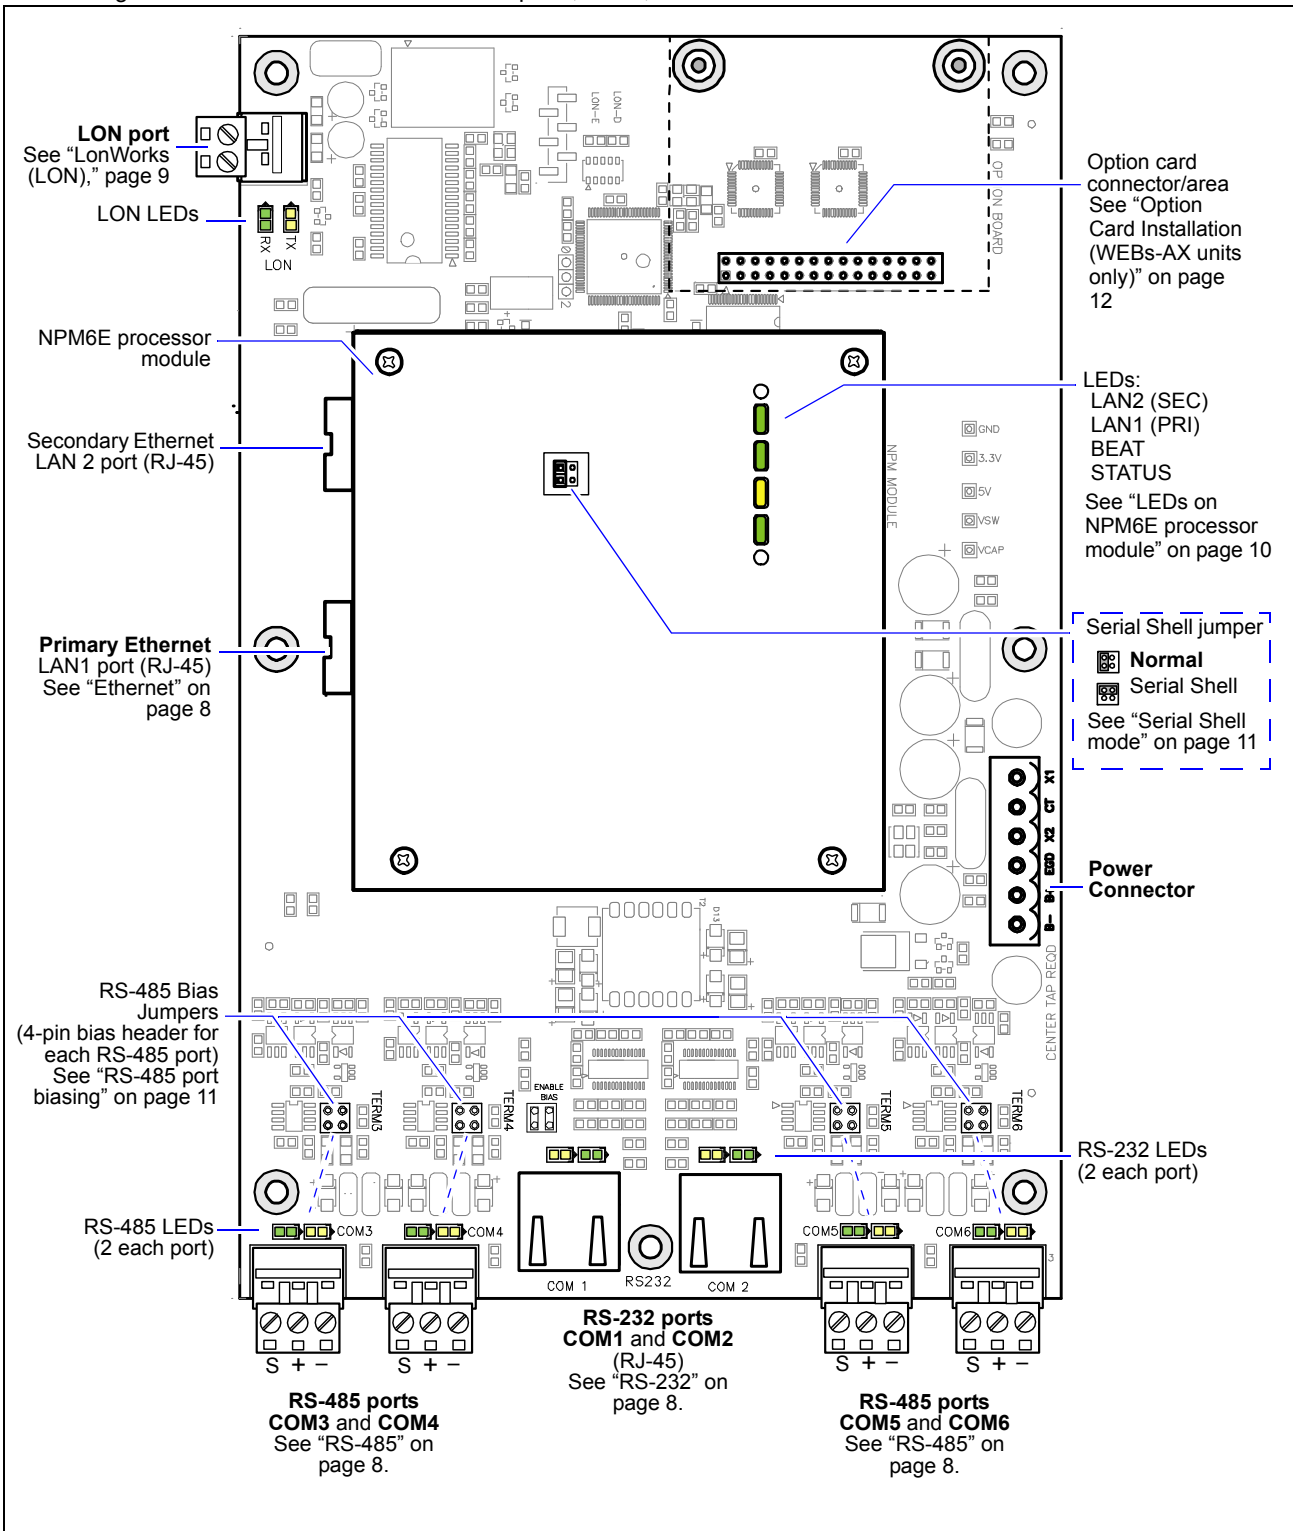 LON port
See “LonWorks
(LON),” page 9
LON LEDs
RX
TX
LON
LON-E
LON-D
0
2
OP ON BOARD
Option card
connector/area
See “Option
Card Installation
(WEBs-AX units
only)” on page
12
NPM6E processor
module
LEDs:
LAN2 (SEC)
LAN1 (PRI)
BEAT
STATUS
See “LEDs on
NPM6E processor
module” on page 10
Secondary Ethernet
LAN 2 port (RJ-45)
NPM MODULE
GND
3.3V
5V
VSW
VCAP
Primary Ethernet
LAN1 port (RJ-45)
See “Ethernet” on
page 8
Serial Shell jumper
Normal
Serial Shell
See “Serial Shell
mode” on page 11
X1
CT
X2
EGD
B+
B-
Power
Connector
T2
D13
CENTER TAP REQD
RS-485 Bias
Jumpers
(4-pin bias header for
each RS-485 port)
See “RS-485 port
biasing” on page 11
TERM3
TERM4
ENABLE
BIAS
TERM5
TERM6
RS-232 LEDs
(2 each port)
RS-485 LEDs
(2 each port)
COM3
COM4
COM5
COM6
3
COM 1
RS232
COM 2
S + −
S + −
S + −
S + −
RS-232 ports
COM1 and COM2
(RJ-45)
See “RS-232” on
page 8.
RS-485 ports
COM3 and COM4
See “RS-485” on
page 8.
RS-485 ports
COM5 and COM6
See “RS-485” on
page 8.